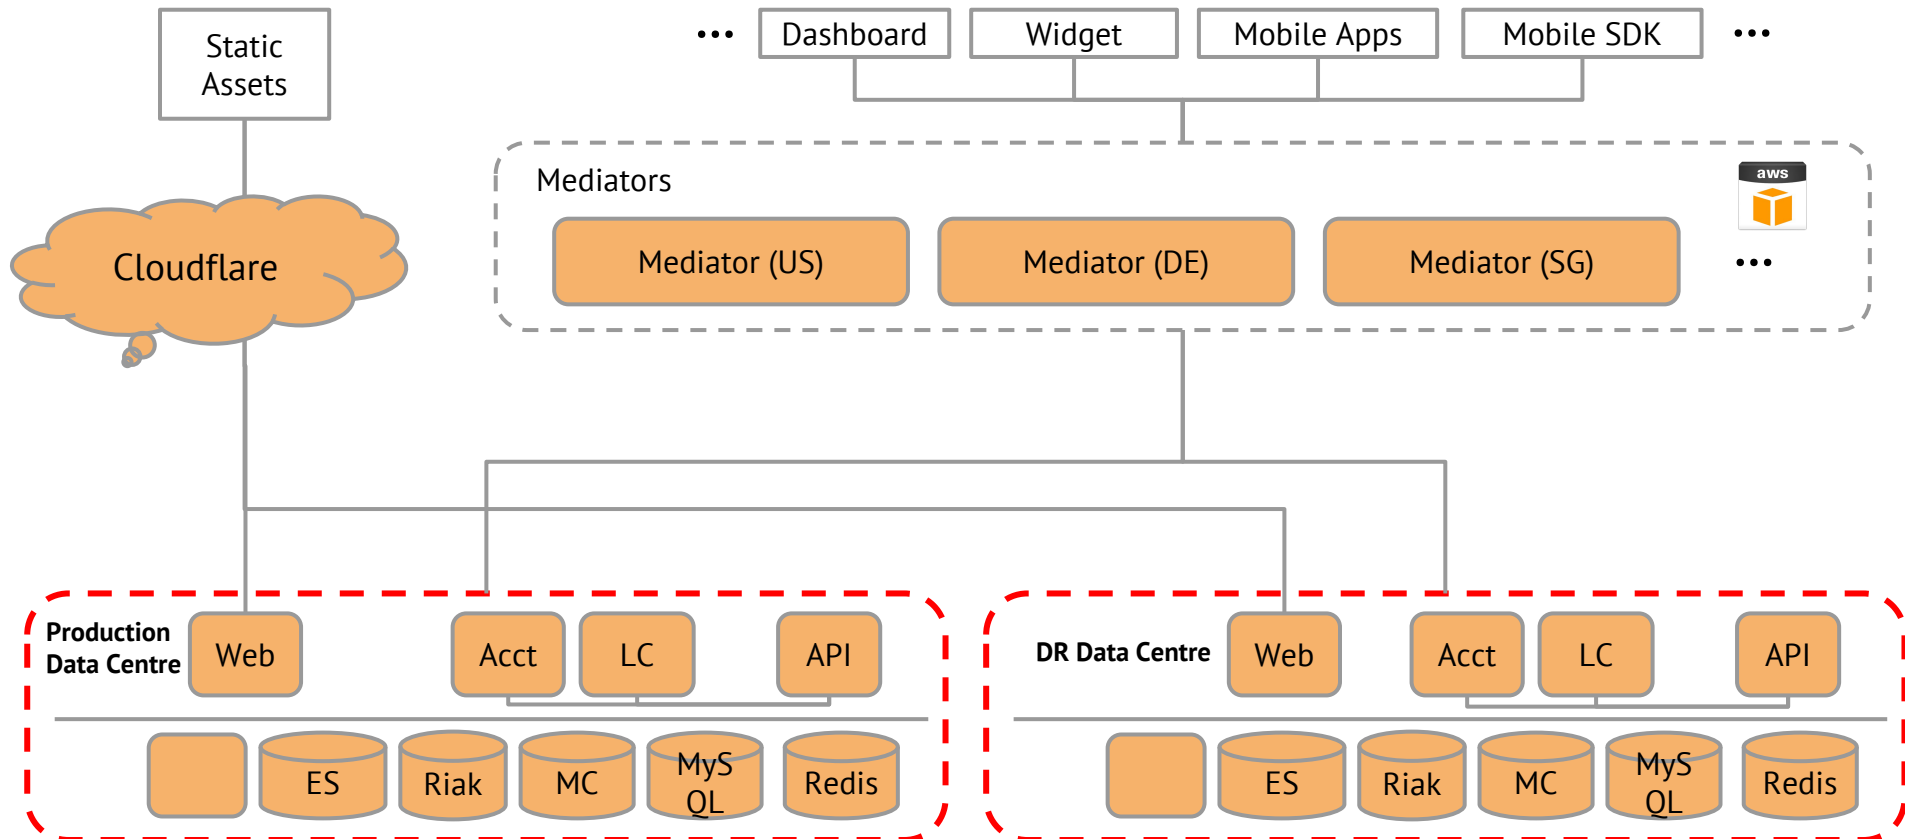 Static
Assets
... Dashboard Widget Mobile Apps Mobile SDK ...
Mediators
aws
Cloudflare
Mediator (US) Mediator (DE) Mediator (SG) ...
Production
Data Centre
Web Acct LC API
DR Data Centre Web Acct LC API
ES Riak MC
MyS
QL
Redis
ES Riak MC
MyS
QL
Redis